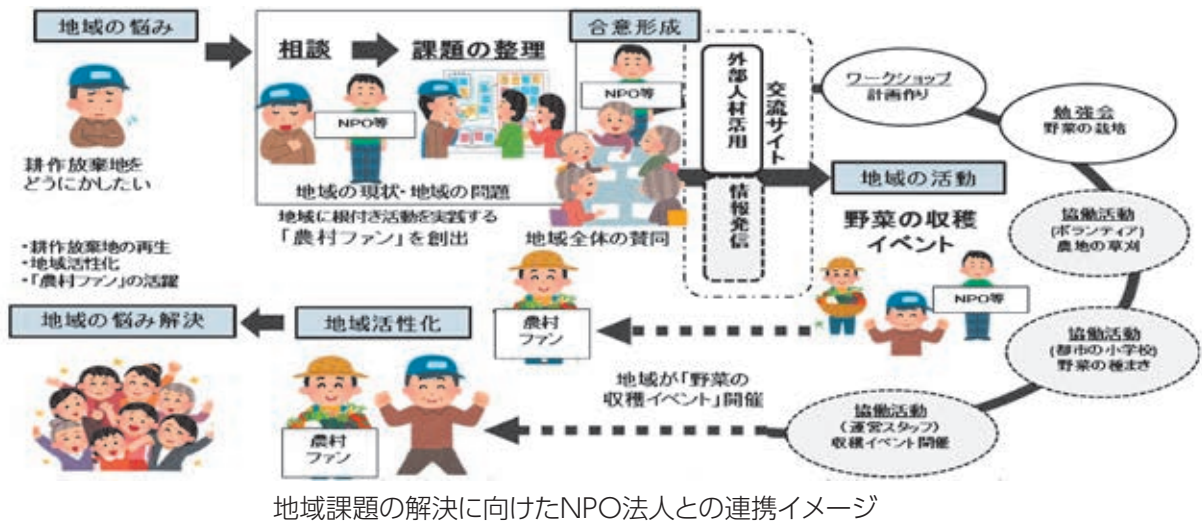 地域の悩み
耕作放棄地を
どうにかしたい
相談
課題の整理
NPO等
地域の現状・地域の問題
地域に根付き活動を実践する
「農村ファン」を創出
合意形成
NPO等
地域全体の賛同
外部人材活用
情報発信
交流サイト
地域の活動
野菜の収穫
イベント
NPO等
ワークショップ
計画作り
勉強会
野菜の栽培
協働活動
(ボランティア)
農地の草刈
協働活動
(都市の小学校)
野菜の種まき
協働活動
(運営スタッフ)
収穫イベント開催
地域が「野菜の
収穫イベント」開催
農村
ファン
地域活性化
農村
ファン
・耕作放棄地の再生
・地域活性化
・「農村ファン」の活躍
地域の悩み解決
地域課題の解決に向けたNPO法人との連携イメージ